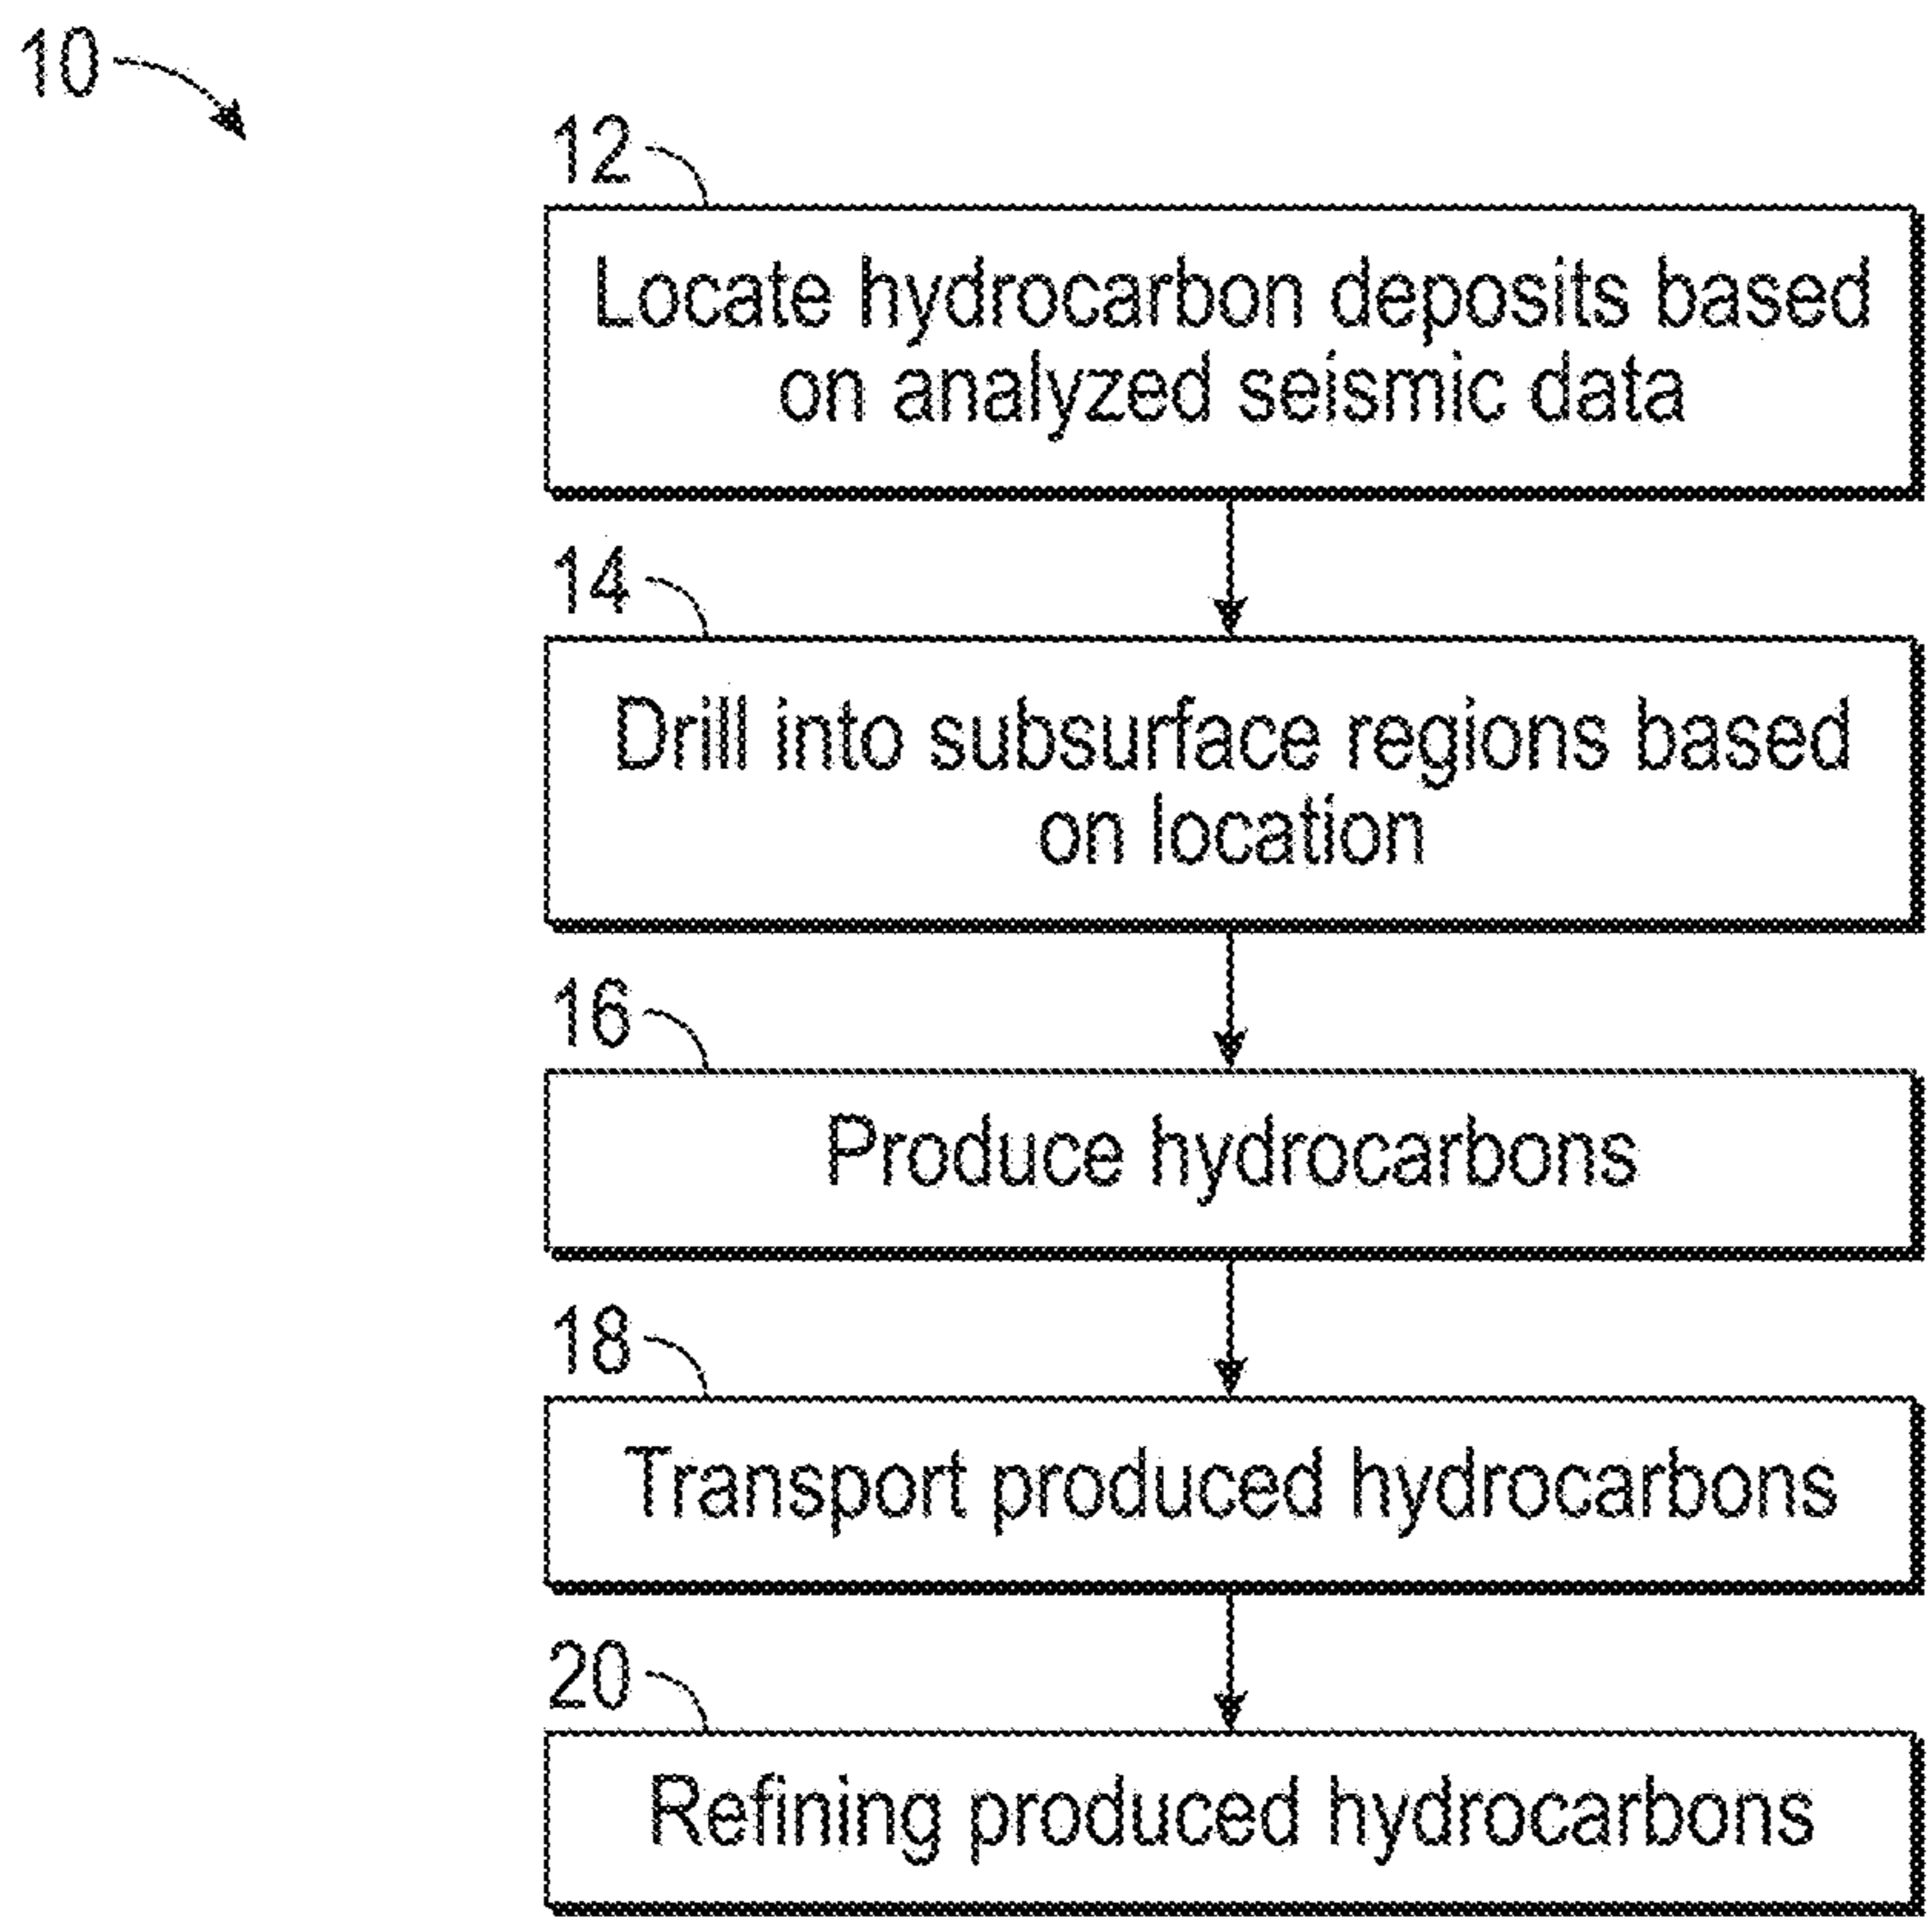 10
12
Locate hydrocarbon deposits based
on analyzed seismic data
14
Drill into subsurface regions based
on location
16
Produce hydrocarbons
18
Transport produced hydrocarbons
20
Refining produced hydrocarbons